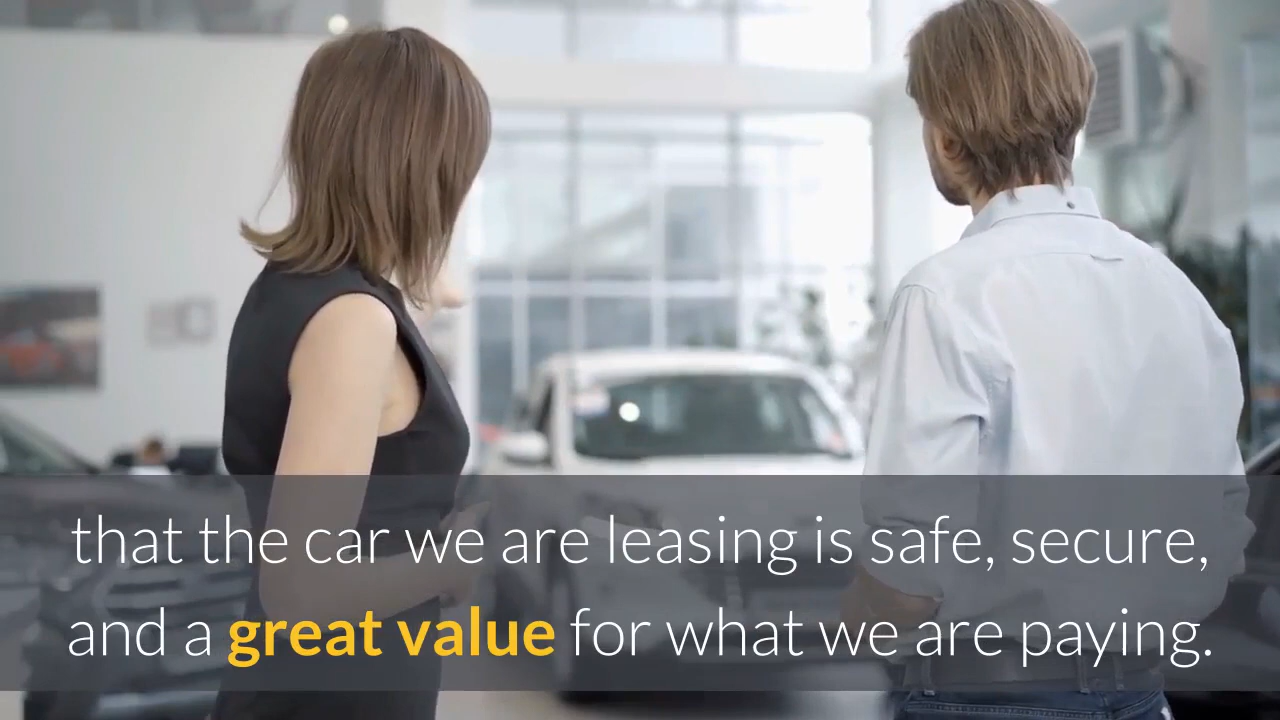 that the car we are leasing is safe, secure,
and a great value for what we are paying.